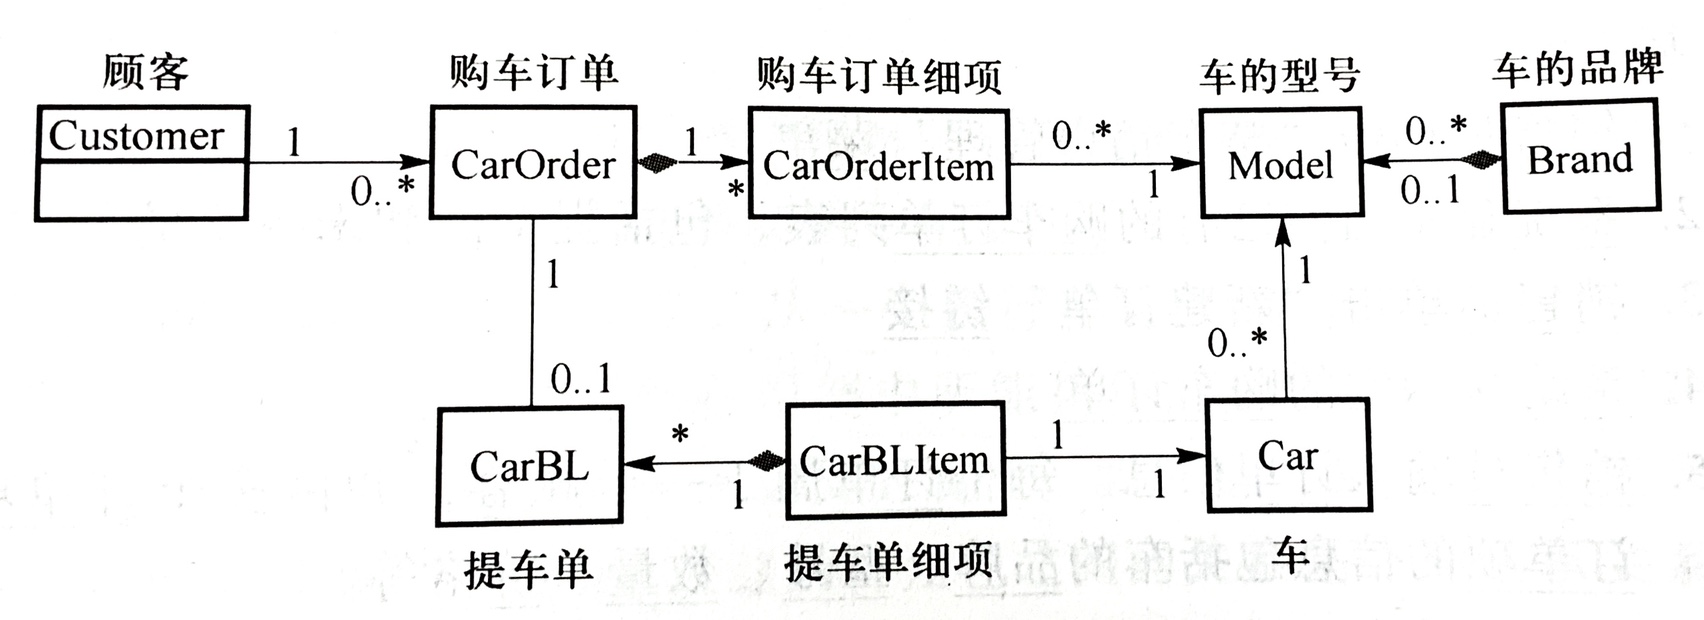 顾客
购车订单
购车订单细项
车的型号
车的品牌
Customer
1
0..*
CarOrder
1
*
CarOrderItem
0..*
1
Model
0..*
0..1
Brand
1
0..1
1
0..*
CarBL
*
1
CarBLItem
1
1
Car
提车单
提车单细项
车